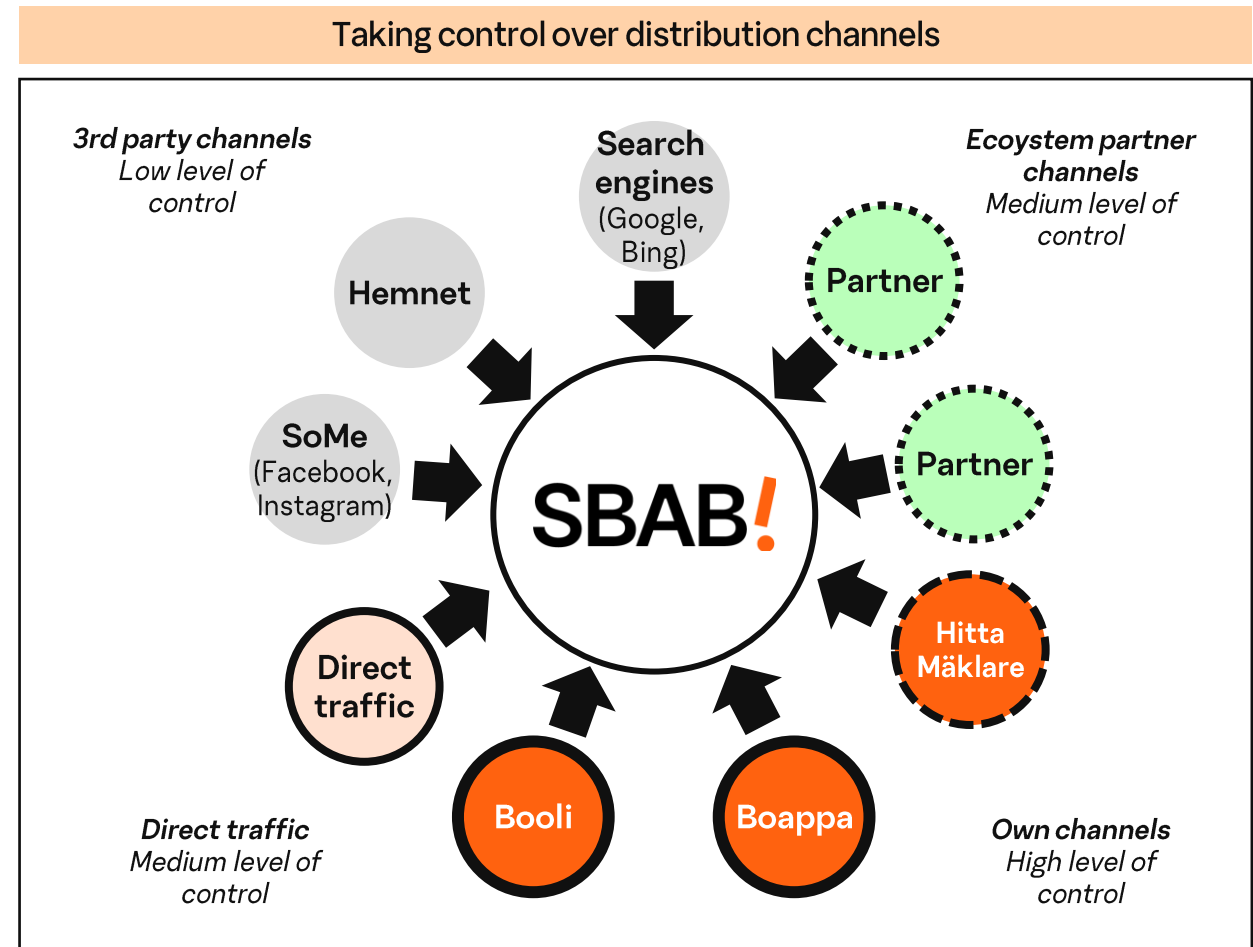 Taking control over distribution channels
3rd party channels
Low level of
control
Search
engines
(Google,
Bing)
Ecoystem partner
channels
Medium level of
control
Hemnet
Partner
SoMe
(Facebook,
Instagram)
Partner
SBAB!
Direct
traffic
Hitta
Mäklare
Booli
Boappa
Direct traffic
Medium level of
control
Own channels
High level of
control